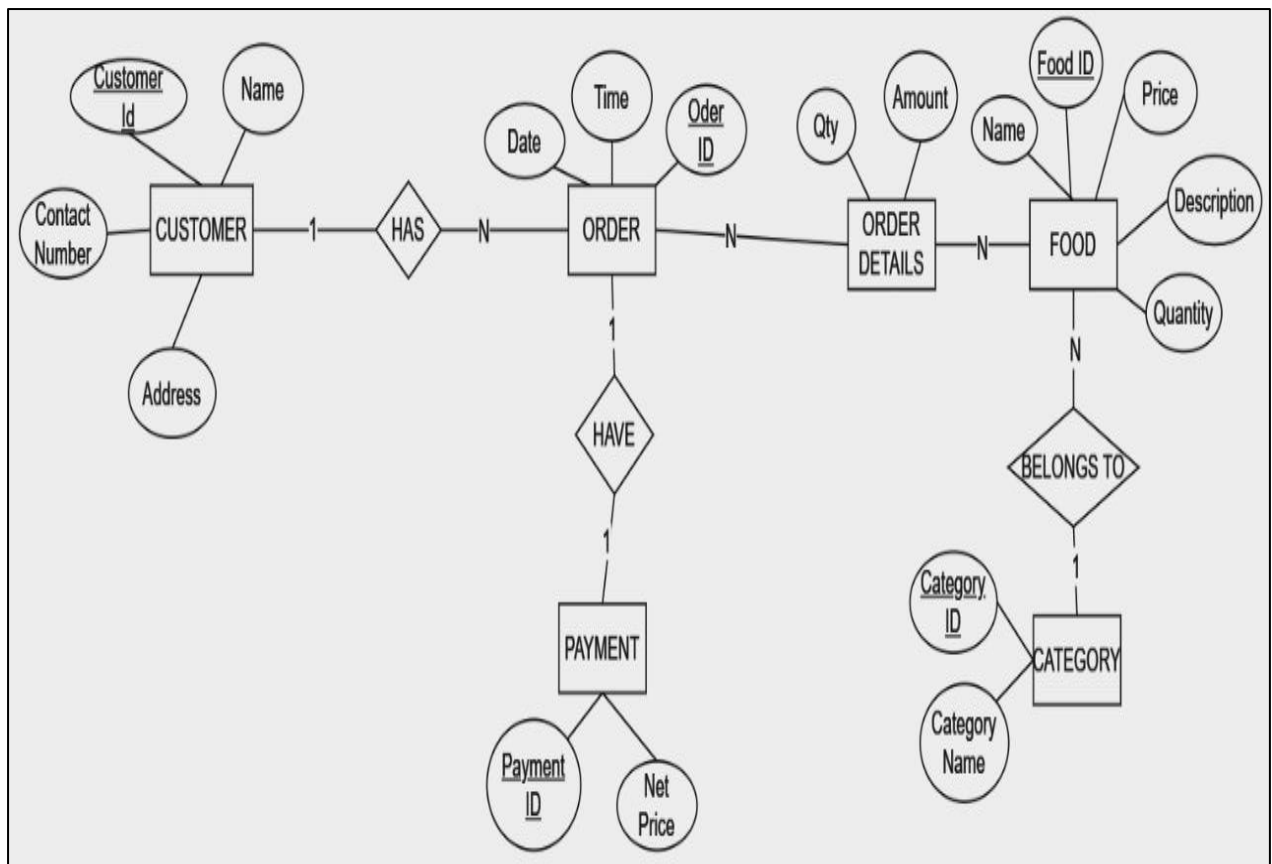 Customer
Id
Name
Contact
Number
CUSTOMER
Address
1
HAS
N
Date
Time
Oder
ID
ORDER
N
Qty
Amount
ORDER
DETAILS
N
Name
Food ID
Price
Description
Quantity
FOOD
1
HAVE
1
PAYMENT
Payment
ID
Net
Price
N
BELONGS TO
1
Category
ID
CATEGORY
Category
Name